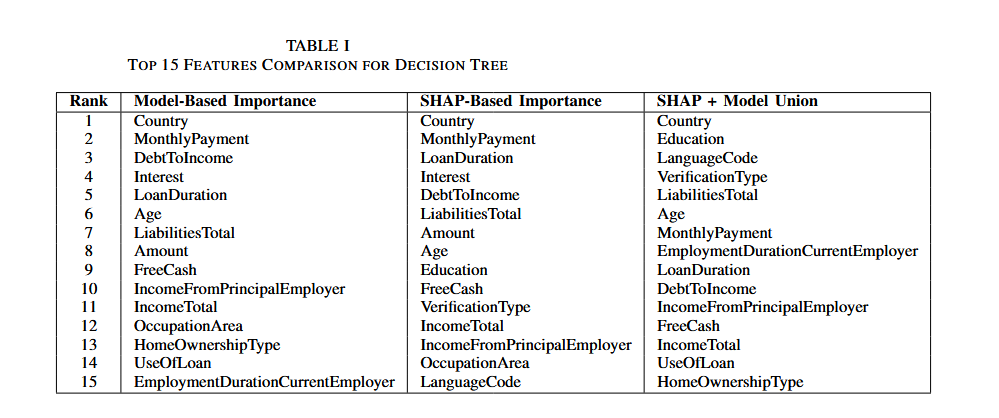 TABLE I
TOP 15 FEATURES COMPARISON FOR DECISION TREE
Rank Model-Based Importance SHAP-Based Importance SHAP + Model Union
1 Country Country Country
2 MonthlyPayment MonthlyPayment Education
3 DebtToIncome LoanDuration LanguageCode
4 Interest Interest VerificationType
5 LoanDuration DebtToIncome LiabilitiesTotal
6 Age LiabilitiesTotal Age
7 LiabilitiesTotal Amount MonthlyPayment
8 Amount Age EmploymentDurationCurrentEmployer
9 FreeCash Education LoanDuration
10 IncomeFromPrincipalEmployer FreeCash DebtToIncome
11 IncomeTotal VerificationType IncomeFromPrincipalEmployer
12 OccupationArea IncomeTotal FreeCash
13 HomeOwnershipType IncomeFromPrincipalEmployer IncomeTotal
14 UseOfLoan OccupationArea UseOfLoan
15 EmploymentDurationCurrentEmployer LanguageCode HomeOwnershipType